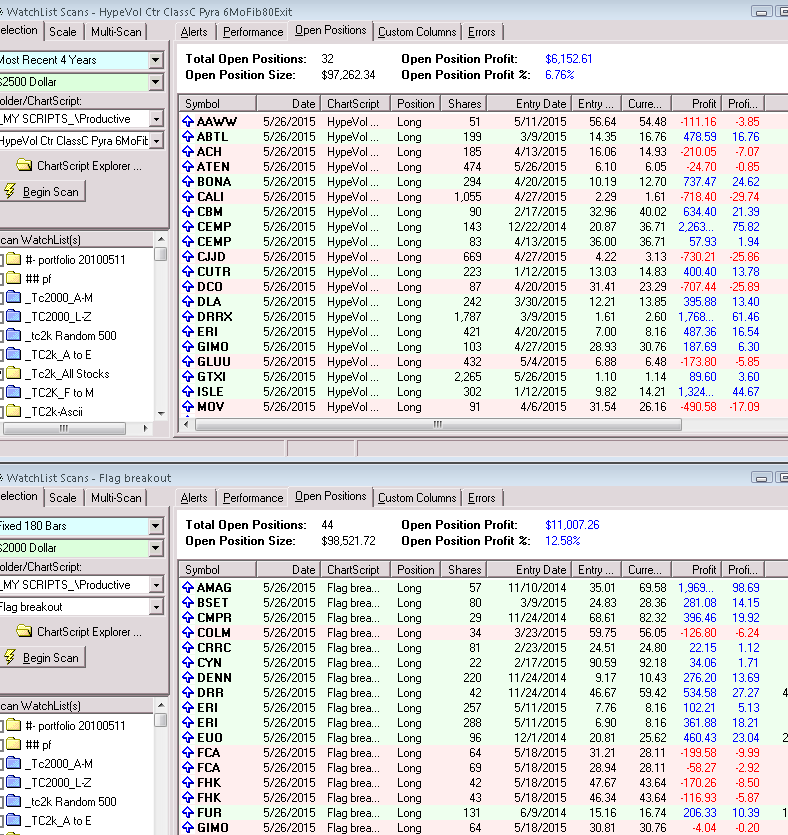 WatchList Scans - HypeVol Ctr ClassC Pyra 6MoFib80Exit
election Scale Multi-Scan Alerts Performance Open Positions Custom Columns Errors
Most Recent 4 Years
$2500 Dollar
older/ChartScript:
_MY SCRIPTS_\Productive
HypeVol Ctr ClassC Pyra 6MoFib
ChartScript Explorer ...
Begin Scan
can WatchList(s)
#- portfolio 20100511
## pf
_Tc2000_A-M
_TC2000_L-Z
_tc2k Random 500
_TC2k_A to E
_Tc2k_All Stocks
_TC2K_F to M
_TC2k-Ascii
Total Open Positions: 32 Open Position Profit: $6,152.61
Open Position Size: $97,262.34 Open Position Profit %: 6.76%
Symbol Date ChartScript Position Shares Entry Date Entry ... Curre... Profit Profi...
AAWW 5/26/2015 HypeVol ... Long 51 5/11/2015 56.64 54.48 -111.16 -3.85
ABTL 5/26/2015 HypeVol ... Long 199 3/9/2015 14.35 16.76 478.59 16.76
ACH 5/26/2015 HypeVol ... Long 185 4/13/2015 16.06 14.93 -210.05 -7.07
ATEN 5/26/2015 HypeVol ... Long 474 5/26/2015 6.10 6.05 -24.70 -0.85
BONA 5/26/2015 HypeVol ... Long 294 4/20/2015 10.19 12.70 737.47 24.62
CALI 5/26/2015 HypeVol ... Long 1,055 4/27/2015 2.29 1.61 -718.40 -29.74
CBM 5/26/2015 HypeVol ... Long 90 2/17/2015 32.96 40.02 634.40 21.39
CEMP 5/26/2015 HypeVol ... Long 143 12/22/2014 20.87 36.71 2,263... 75.82
CEMP 5/26/2015 HypeVol ... Long 83 4/13/2015 36.00 36.71 57.93 1.94
CJJD 5/26/2015 HypeVol ... Long 669 4/27/2015 4.22 3.13 -730.21 -25.86
CUTR 5/26/2015 HypeVol ... Long 223 1/12/2015 13.03 14.83 400.40 13.78
DCO 5/26/2015 HypeVol ... Long 87 4/20/2015 31.41 23.29 -707.44 -25.89
DLA 5/26/2015 HypeVol ... Long 242 3/30/2015 12.21 13.85 395.88 13.40
DRRX 5/26/2015 HypeVol ... Long 1,787 3/9/2015 1.61 2.60 1,768... 61.46
ERI 5/26/2015 HypeVol ... Long 421 4/20/2015 7.00 8.16 487.36 16.54
GIMO 5/26/2015 HypeVol ... Long 103 4/27/2015 28.93 30.76 187.69 6.30
GLUU 5/26/2015 HypeVol ... Long 432 5/4/2015 6.88 6.48 -173.80 -5.85
GTXI 5/26/2015 HypeVol ... Long 2,265 5/26/2015 1.10 1.14 89.60 3.60
ISLE 5/26/2015 HypeVol ... Long 302 1/12/2015 9.82 14.21 1,324... 44.67
MOV 5/26/2015 HypeVol ... Long 91 4/6/2015 31.54 26.16 -490.58 -17.09
WatchList Scans - Flag breakout
election Scale Multi-Scan Alerts Performance Open Positions Custom Columns Errors
Fixed 180 Bars
$2000 Dollar
older/ChartScript:
_MY SCRIPTS_\Productive
Flag breakout
ChartScript Explorer ...
Begin Scan
can WatchList(s)
#- portfolio 20100511
## pf
_Tc2000_A-M
_TC2000_L-Z
_tc2k Random 500
_TC2k_A to E
Total Open Positions: 44 Open Position Profit: $11,007.26
Open Position Size: $98,521.72 Open Position Profit %: 12.58%
Symbol Date ChartScript Position Shares Entry Date Entry ... Curre... Profit Profi...
AMAG 5/26/2015 Flag brea... Long 57 11/10/2014 35.01 69.58 1,969... 98.69
BSET 5/26/2015 Flag brea... Long 80 3/9/2015 24.83 28.36 281.08 14.15
CMPR 5/26/2015 Flag brea... Long 29 11/24/2014 68.61 82.32 396.46 19.92
COLM 5/26/2015 Flag brea... Long 34 3/23/2015 59.75 56.05 -126.80 -6.24
CRRC 5/26/2015 Flag brea... Long 81 2/23/2015 24.51 24.80 22.15 1.12
CYN 5/26/2015 Flag brea... Long 22 2/17/2015 90.59 92.18 34.06 1.71
DENN 5/26/2015 Flag brea... Long 220 11/24/2014 9.17 10.43 276.20 13.69
DRR 5/26/2015 Flag brea... Long 42 11/24/2014 46.67 59.42 534.58 27.27 4
ERI 5/26/2015 Flag brea... Long 257 5/11/2015 7.76 8.16 102.21 5.13
ERI 5/26/2015 Flag brea... Long 288 5/11/2015 6.90 8.16 361.88 18.21
EUO 5/26/2015 Flag brea... Long 96 12/1/2014 20.81 25.62 460.43 23.04 2
FCA 5/26/2015 Flag brea... Long 64 5/18/2015 31.21 28.11 -199.58 -9.99
FCA 5/26/2015 Flag brea... Long 69 5/18/2015 28.94 28.11 -58.27 -2.92
FHK 5/26/2015 Flag brea... Long 42 5/18/2015 47.67 43.64 -170.26 -8.50
FHK 5/26/2015 Flag brea... Long 43 5/18/2015 46.34 43.64 -116.93 -5.87
FUR 5/26/2015 Flag brea... Long 131 6/9/2014 15.16 16.74 206.33 10.39 1
GIMO 5/26/2015 Flag brea... Long 64 5/18/2015 30.81 30.76 -4.04 -0.20